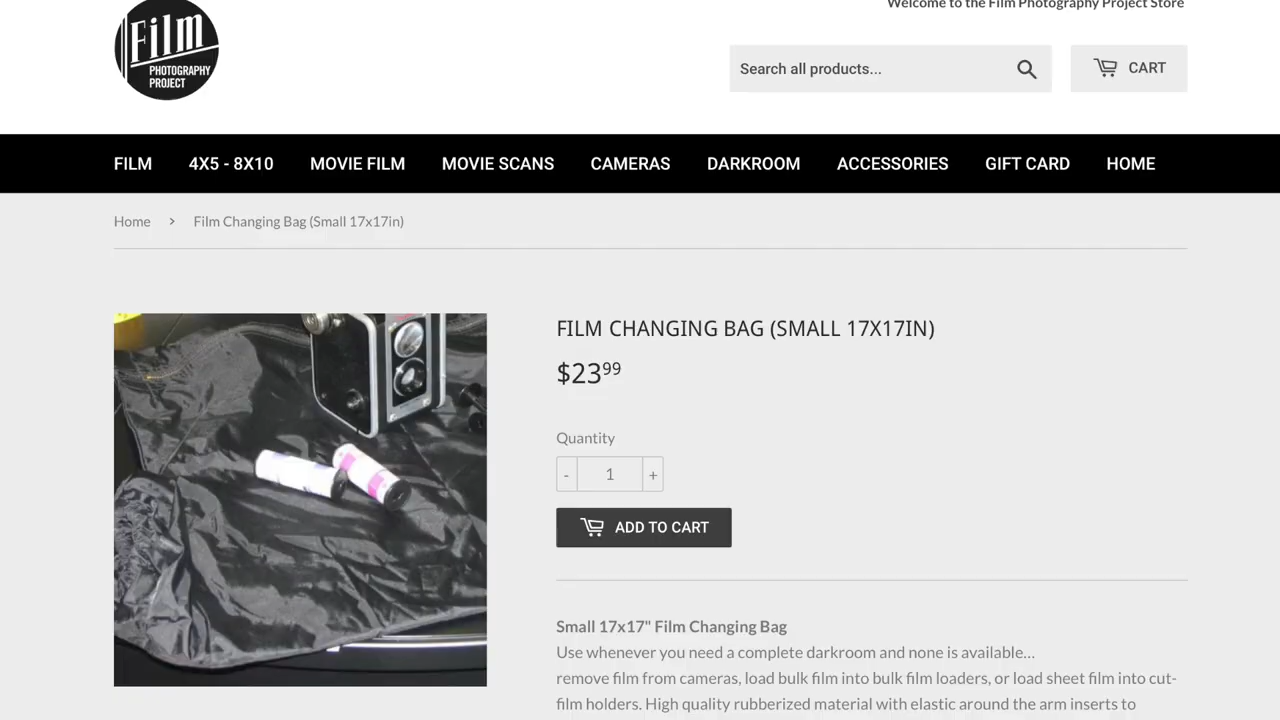 Welcome to the Film Photography Project Store
Film
PHOTOGRAPHY
PROJECT
Search all products...
CART
FILM 4X5 - 8X10 MOVIE FILM MOVIE SCANS CAMERAS DARKROOM ACCESSORIES GIFT CARD HOME
Home > Film Changing Bag (Small 17x17in)
FILM CHANGING BAG (SMALL 17X17IN)
$23.99
Quantity
- 1 +
ADD TO CART
Small 17x17" Film Changing Bag
Use whenever you need a complete darkroom and none is available...
remove film from cameras, load bulk film into bulk film loaders, or load sheet film into cut-
film holders. High quality rubberized material with elastic around the arm inserts to